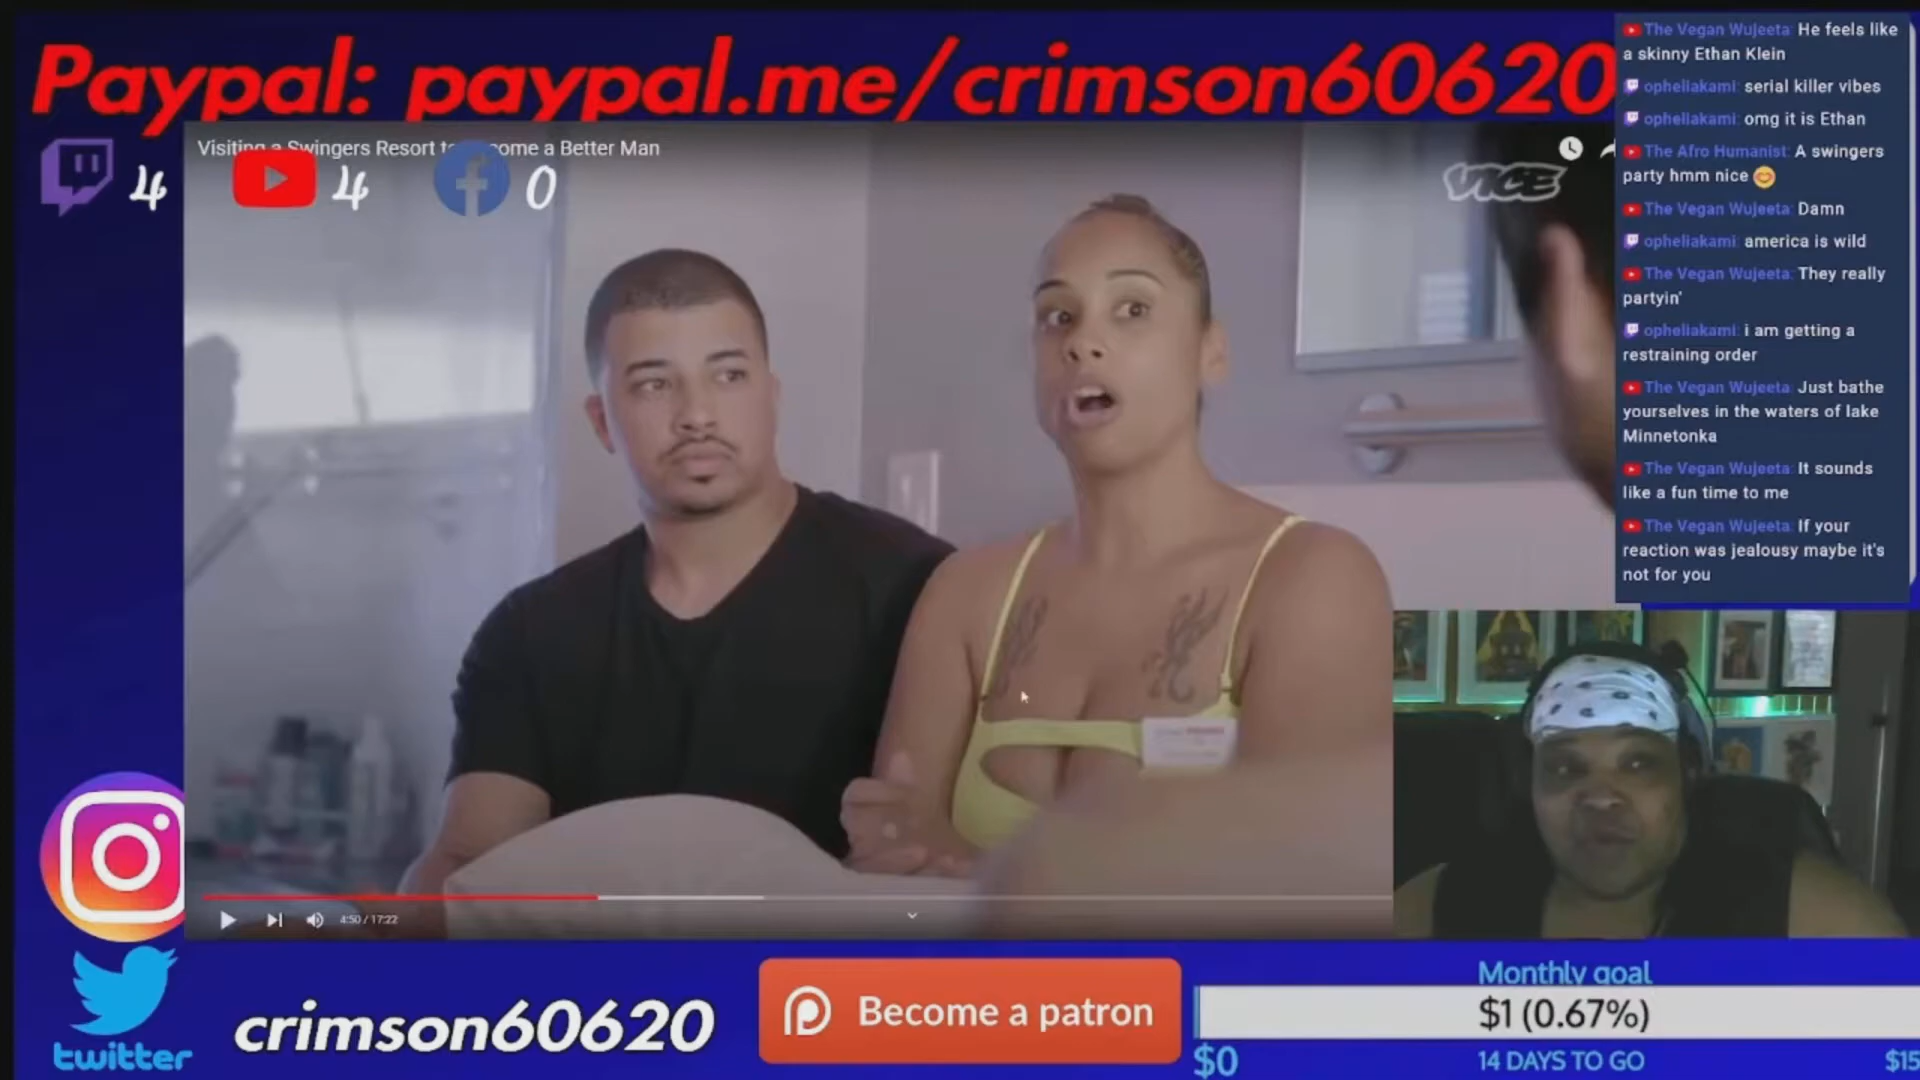 Paypal: paypal.me/crimson60620
Visiting a Swingers Resort to
ome a Better Man
4
4
0
VICE
The Vegan Wujeeta: He feels like
a skinny Ethan Klein
opheliakami: serial killer vibes
opheliakami: omg it is Ethan
The Afro Humanist: A swingers
party hmm nice 😊
The Vegan Wujeeta: Damn
opheliakami: america is wild
The Vegan Wujeeta: They really
partyin'
opheliakami: i am getting a
restraining order
The Vegan Wujeeta: Just bathe
yourselves in the waters of lake
Minnetonka
The Vegan Wujeeta: It sounds
like a fun time to me
The Vegan Wujeeta: If your
reaction was jealousy maybe it's
not for you
4:50 / 17:22
twitter
crimson60620
Become a patron
Monthly goal
$1 (0.67%)
$0
14 DAYS TO GO
$15